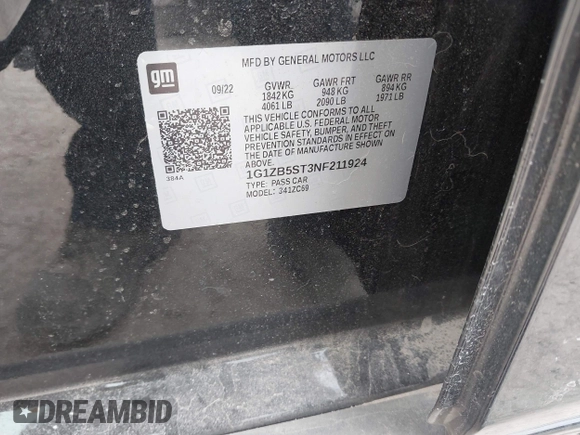 gm
MFD BY GENERAL MOTORS LLC
09/22 GVWR GAWR FRT GAWR RR
1842 KG 948 KG 894 KG
4061 LB 2090 LB 1971 LB
THIS VEHICLE CONFORMS TO ALL
APPLICABLE U.S. FEDERAL MOTOR
VEHICLE SAFETY, BUMPER, AND THEFT
PREVENTION STANDARDS IN EFFECT ON
THE DATE OF MANUFACTURE SHOWN
ABOVE.
384A
1G1ZB5ST3NF211924
TYPE: PASS CAR
MODEL: 341ZC69
DREAMBID